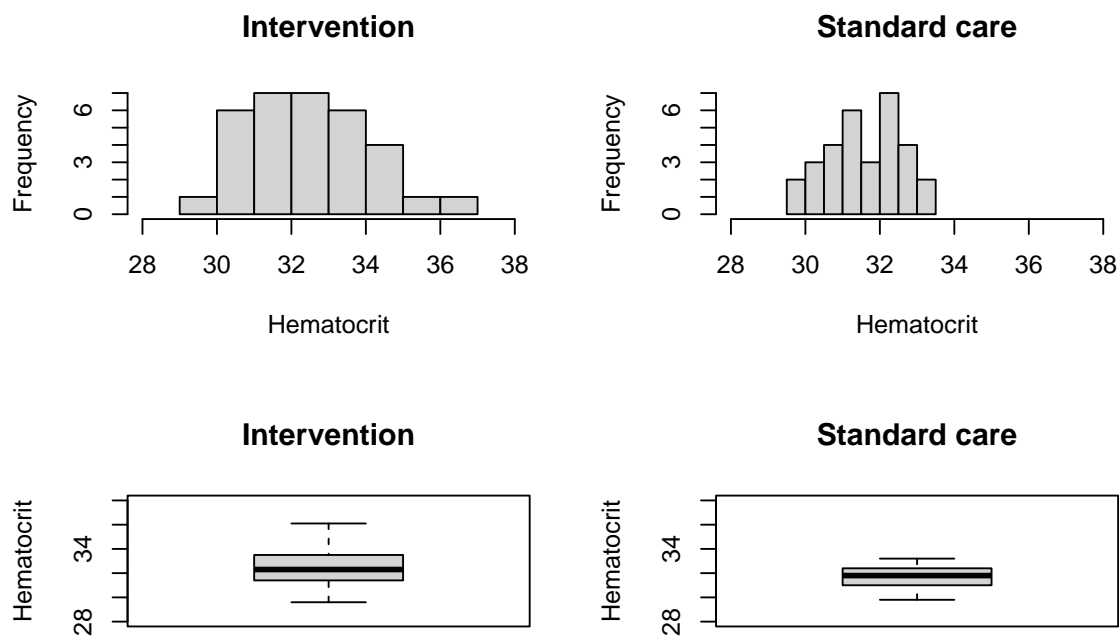 Intervention
Standard care
Frequency
6
3
0
28 30 32 34 36 38
Hematocrit
Frequency
6
3
0
28 30 32 34 36 38
Hematocrit
Intervention
Standard care
Hematocrit
34
28
Hematocrit
34
28